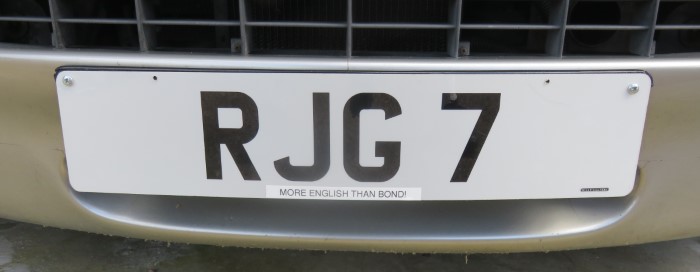 RJG 7
MORE ENGLISH THAN BOND!